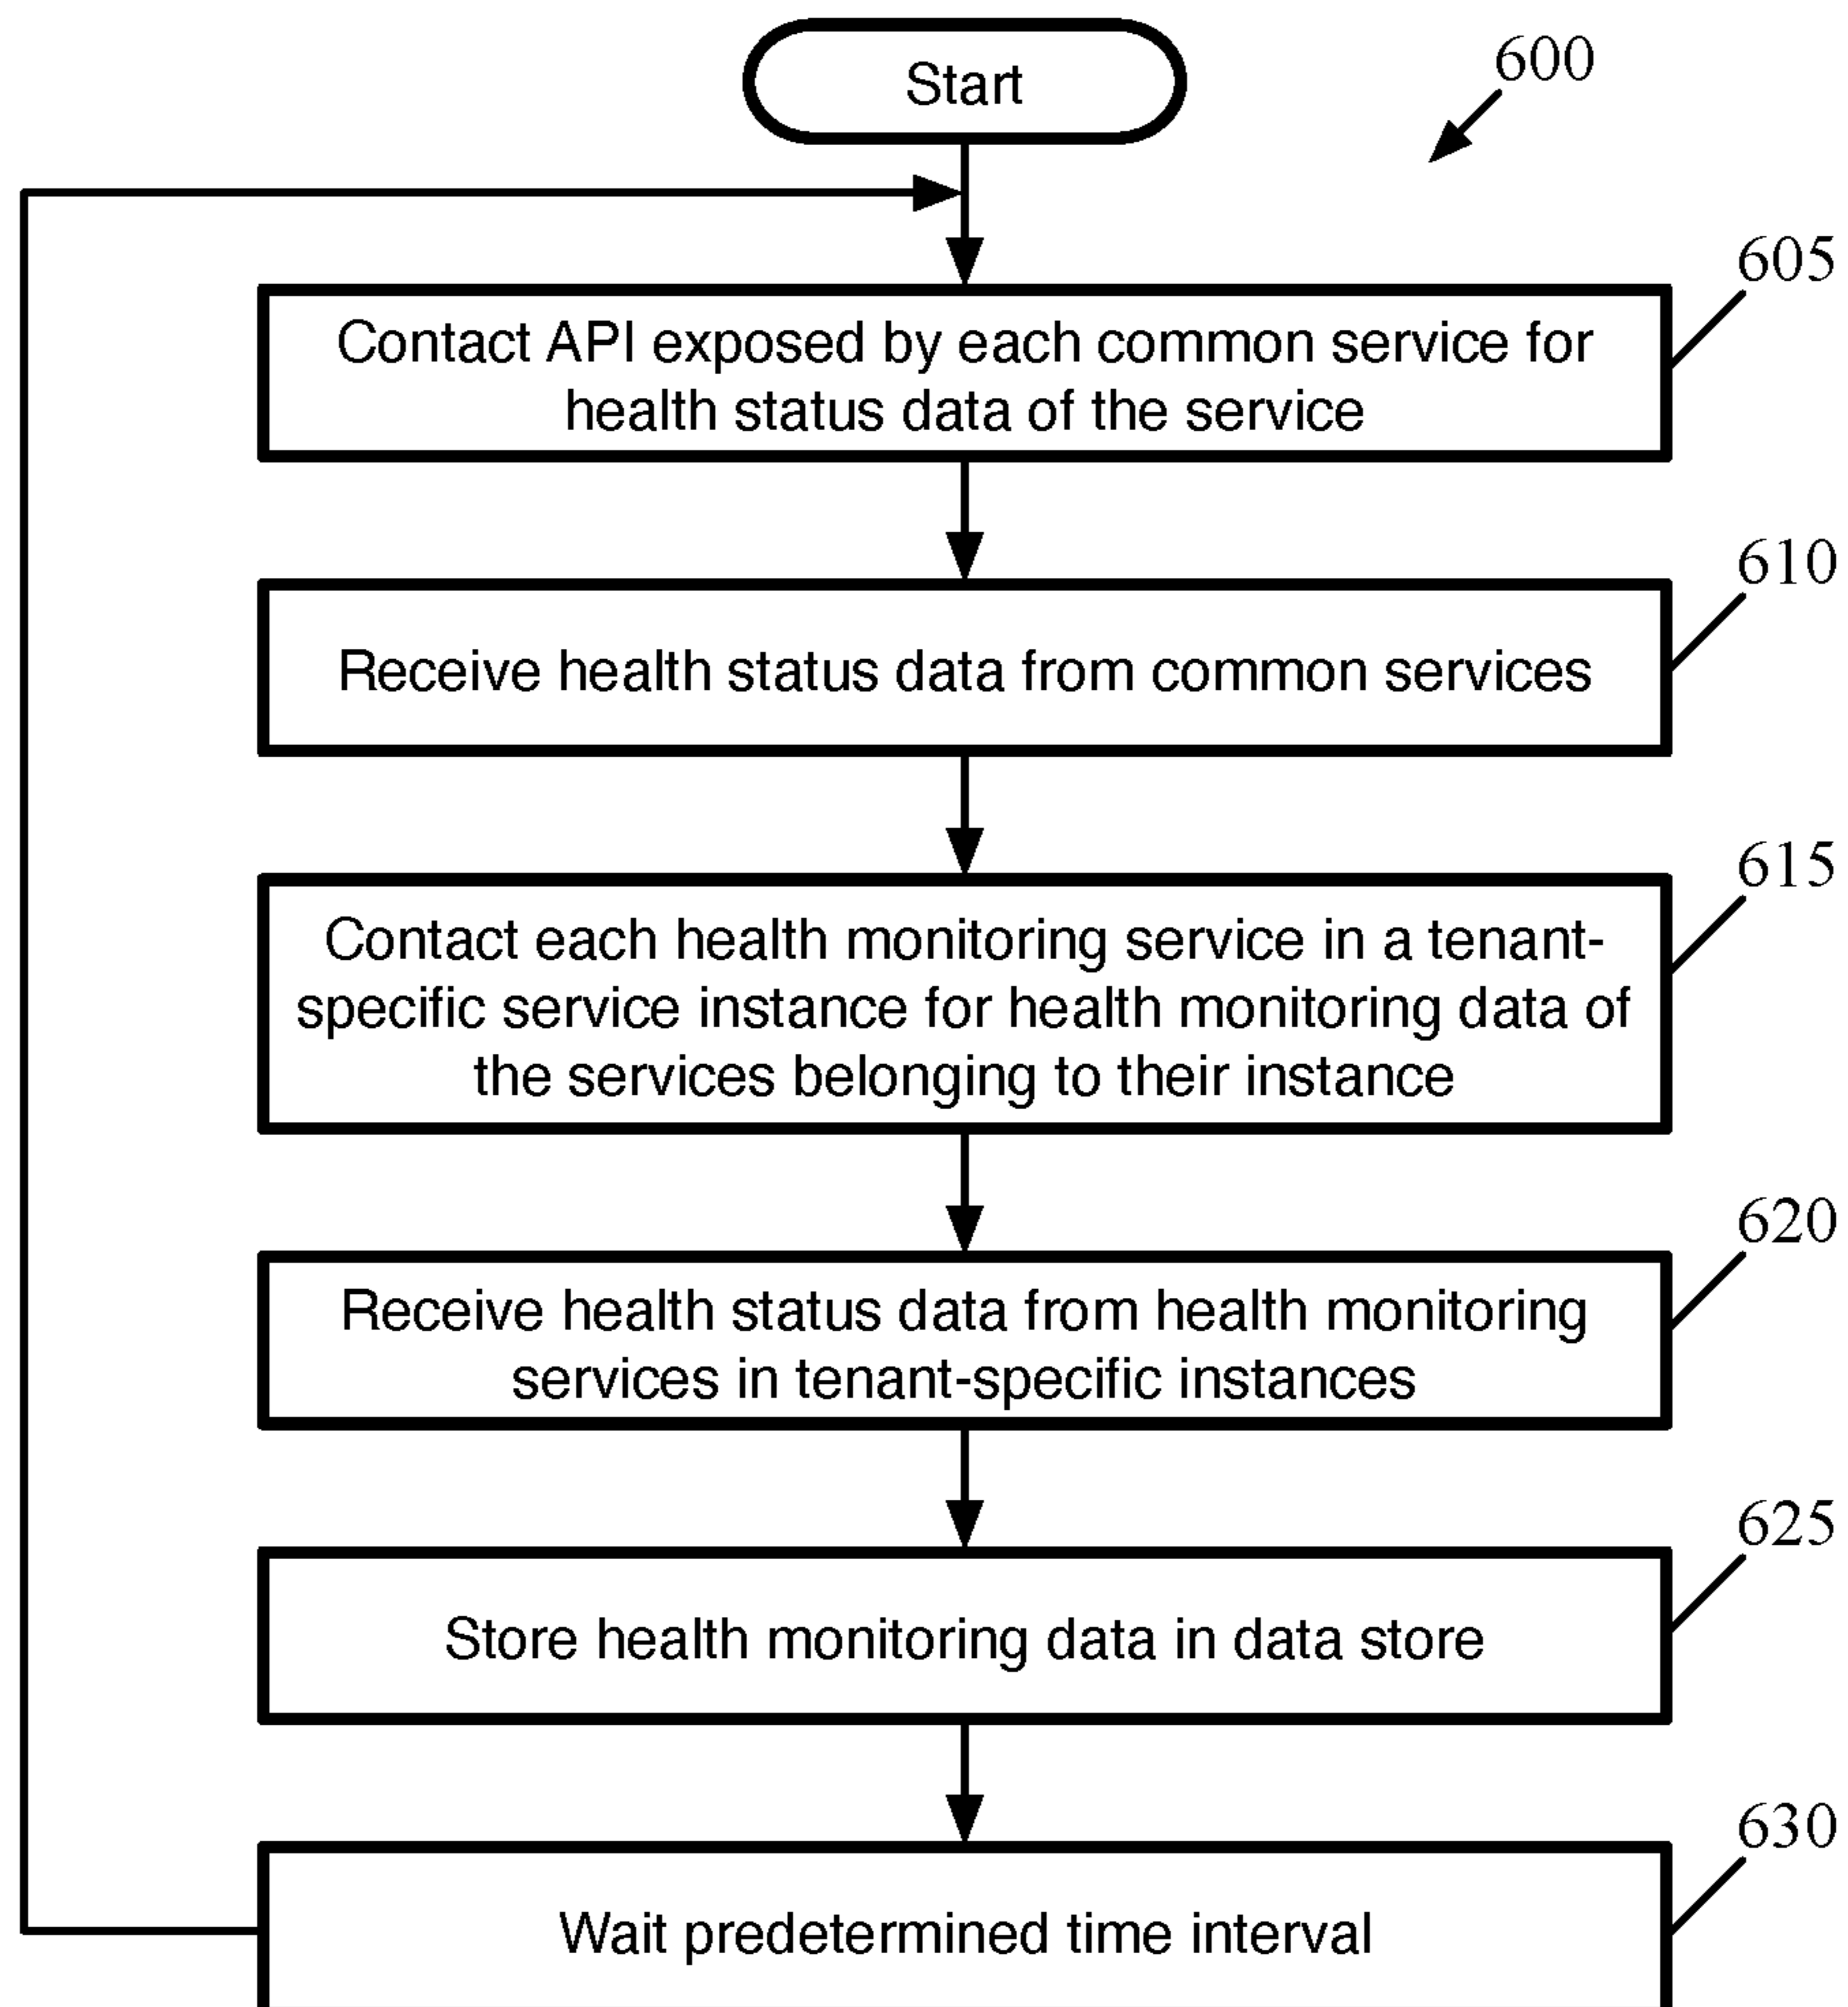 Start
600
605
Contact API exposed by each common service for
health status data of the service
610
Receive health status data from common services
615
Contact each health monitoring service in a tenant-
specific service instance for health monitoring data of
the services belonging to their instance
620
Receive health status data from health monitoring
services in tenant-specific instances
625
Store health monitoring data in data store
630
Wait predetermined time interval